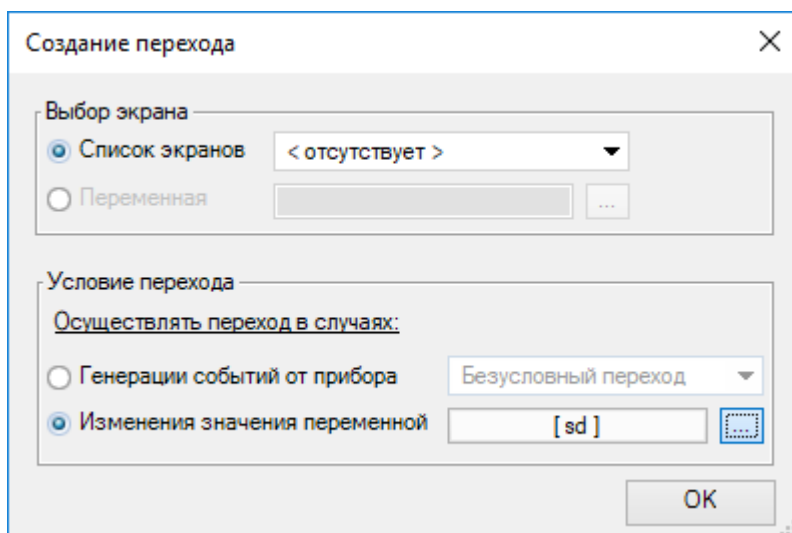 Создание перехода
Выбор экрана
Список экранов < отсутствует >
Переменная ...
Условие перехода
Осуществлять переход в случаях:
Генерации событий от прибора Безусловный переход
Изменения значения переменной [ sd ] ...
OK